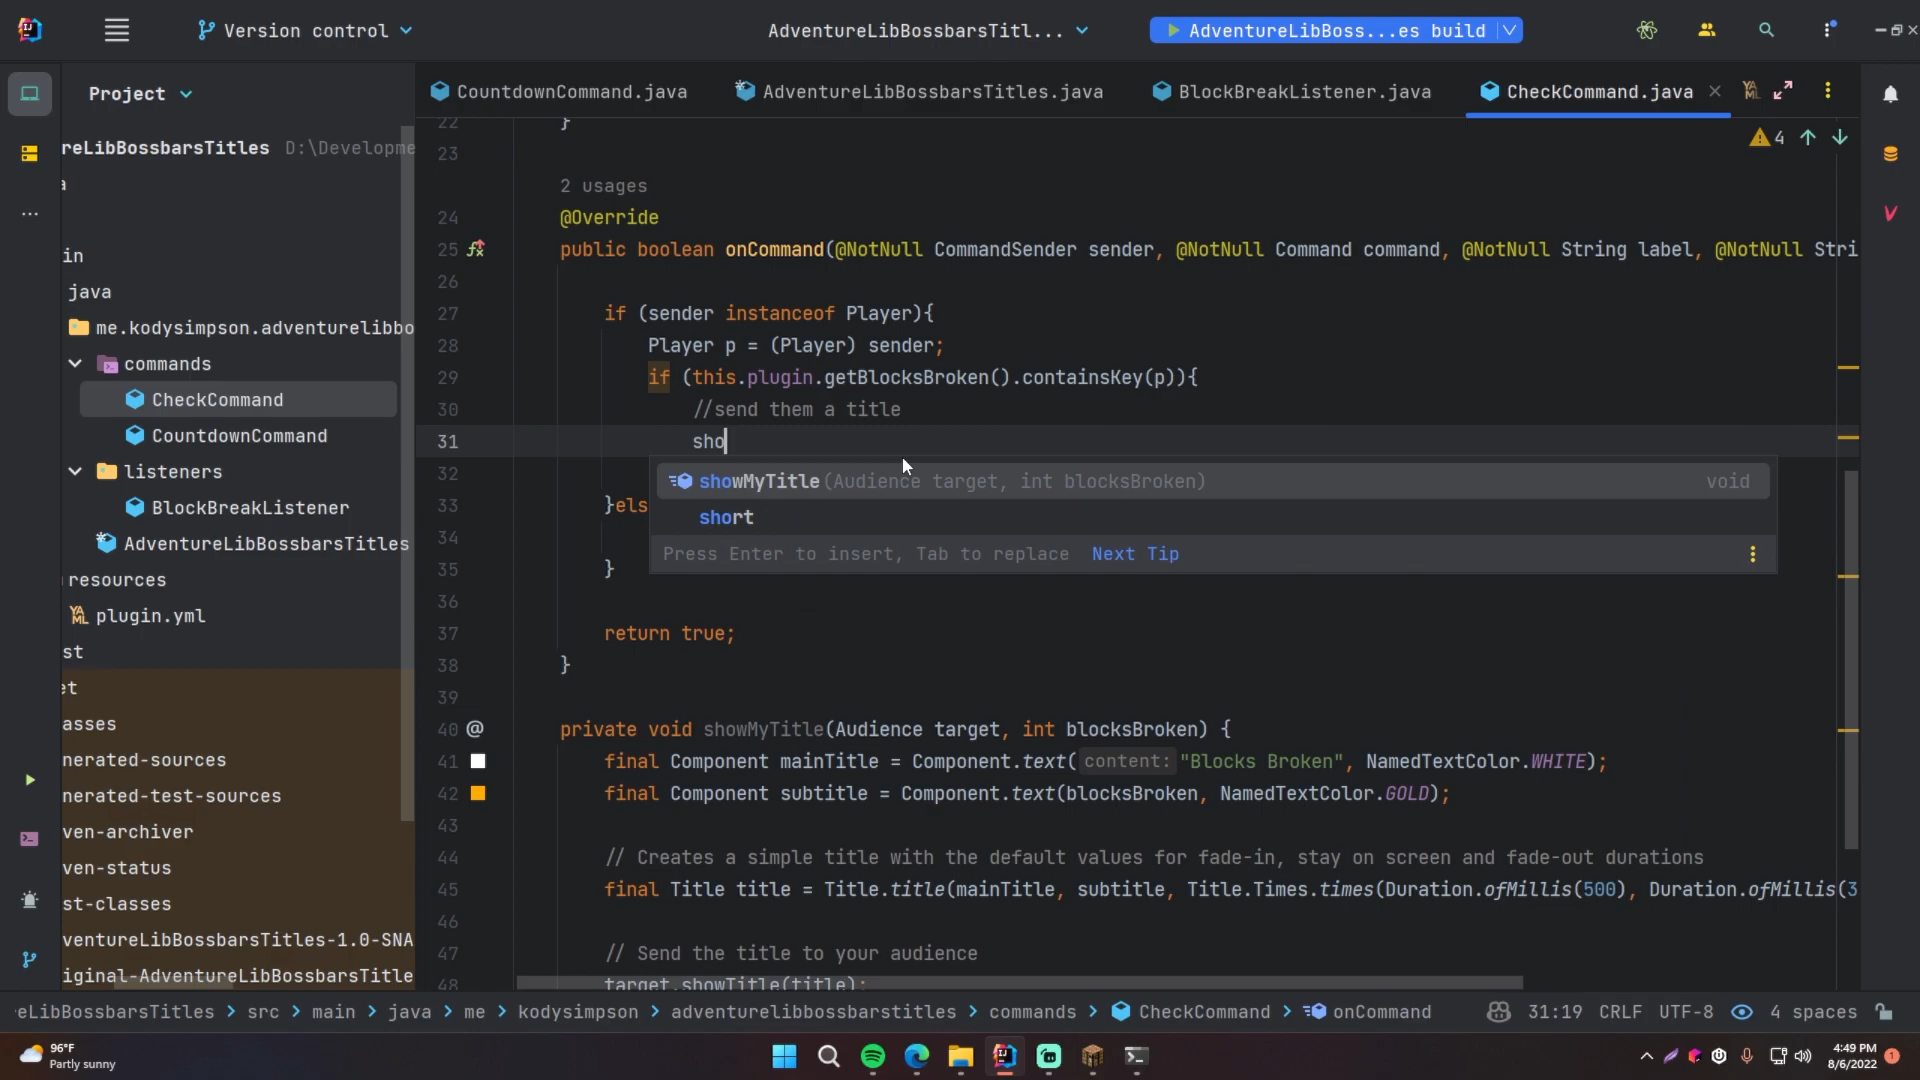 Version control
AdventureLibBossbarsTitl...
AdventureLibBoss...es build
Project
CountdownCommand.java
AdventureLibBossbarsTitles.java
BlockBreakListener.java
CheckCommand.java
4
reLibBossbarsTitles D:\Developme
a
in
java
me.kodysimpson.adventurelibbo
commands
CheckCommand
CountdownCommand
listeners
BlockBreakListener
AdventureLibBossbarsTitles
resources
plugin.yml
st
et
asses
nerated-sources
nerated-test-sources
ven-archiver
ven-status
st-classes
ventureLibBossbarsTitles-1.0-SNA
iginal-AdventureLibBossbarsTitle
22 }
23
2 usages
24 @Override
25 public boolean onCommand(@NotNull CommandSender sender, @NotNull Command command, @NotNull String label, @NotNull Stri
26
27 if (sender instanceof Player){
28 Player p = (Player) sender;
29 if (this.plugin.getBlocksBroken().containsKey(p)){
30 //send them a title
31 sho
32 showMyTitle(Audience target, int blocksBroken) void
33 }els
short
34
Press Enter to insert, Tab to replace Next Tip
35 }
36
37 return true;
38 }
39
40 private void showMyTitle(Audience target, int blocksBroken) {
41 final Component mainTitle = Component.text( content: "Blocks Broken", NamedTextColor.WHITE);
42 final Component subtitle = Component.text(blocksBroken, NamedTextColor.GOLD);
43
44 // Creates a simple title with the default values for fade-in, stay on screen and fade-out durations
45 final Title title = Title.title(mainTitle, subtitle, Title.Times.times(Duration.ofMillis(500), Duration.ofMillis(3
46
47 // Send the title to your audience
48 target.showTitle(title);
eLibBossbarsTitles > src > main > java > me > kodysimpson > adventurelibbossbarstitles > commands > CheckCommand > onCommand
31:19 CRLF UTF-8 4 spaces
96°F
Partly sunny
4:49 PM
8/6/2022
1